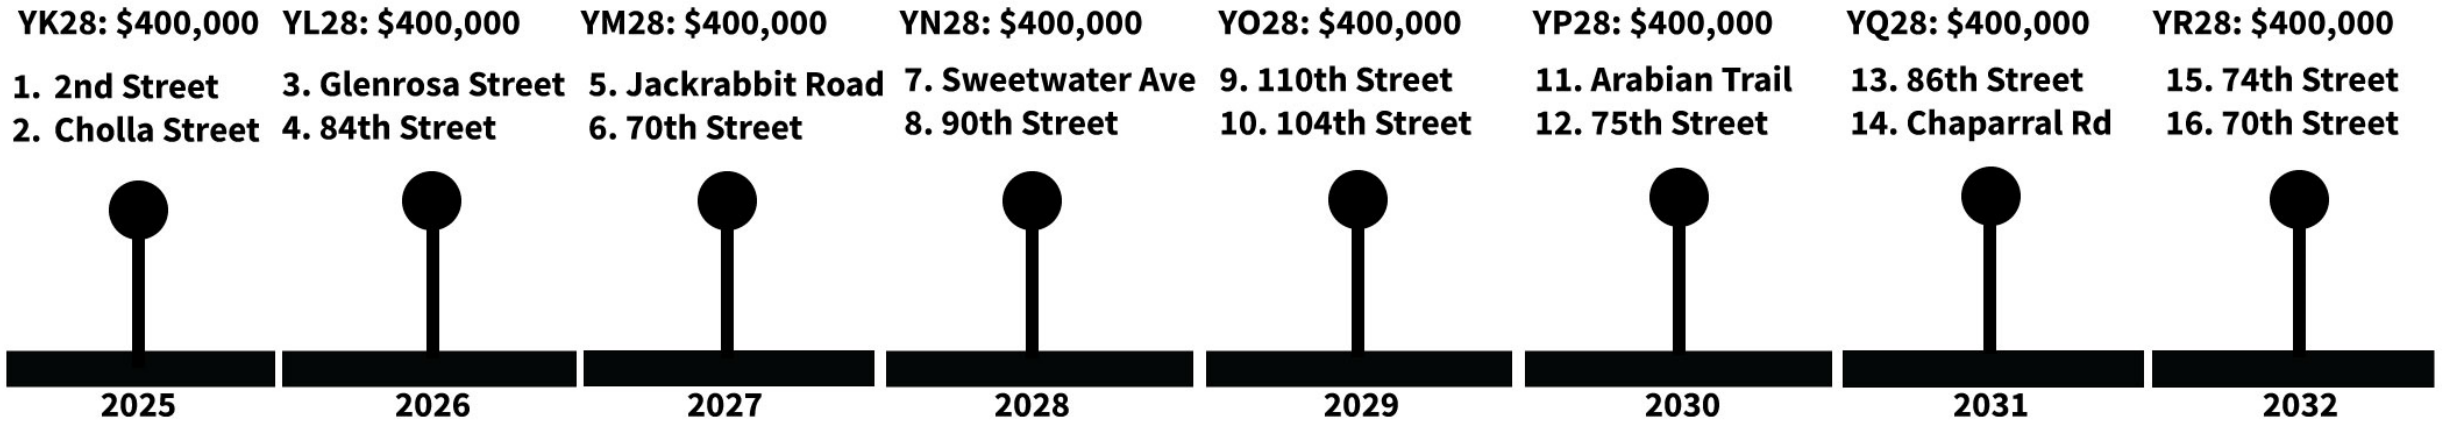 YK28: $400,000
1. 2nd Street
2. Cholla Street
2025
YL28: $400,000
3. Glenrosa Street
4. 84th Street
2026
YM28: $400,000
5. Jackrabbit Road
6. 70th Street
2027
YN28: $400,000
7. Sweetwater Ave
8. 90th Street
2028
YO28: $400,000
9. 110th Street
10. 104th Street
2029
YP28: $400,000
11. Arabian Trail
12. 75th Street
2030
YQ28: $400,000
13. 86th Street
14. Chaparral Rd
2031
YR28: $400,000
15. 74th Street
16. 70th Street
2032